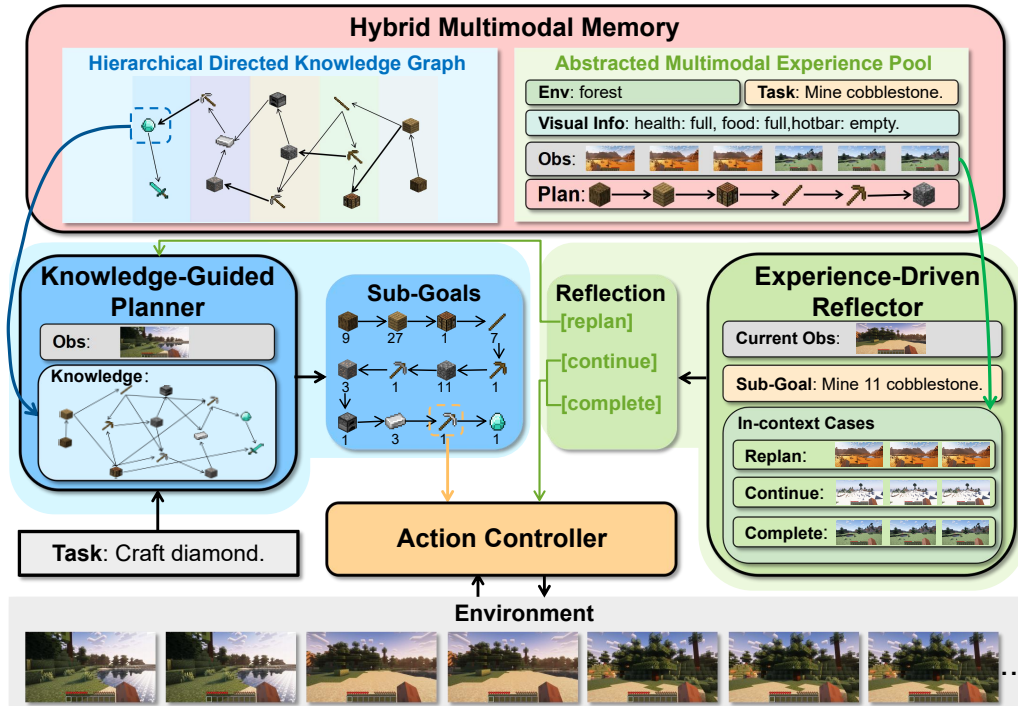 Hybrid Multimodal Memory
Hierarchical Directed Knowledge Graph
Abstracted Multimodal Experience Pool
Env: forest
Task: Mine cobblestone.
Visual Info: health: full, food: full,hotbar: empty.
Obs:
Plan:
Knowledge-Guided
Planner
Obs:
Knowledge:
Task: Craft diamond.
Sub-Goals
9 27 1 7
3 1 11 1
1 3 1 1
Reflection
[replan]
[continue]
[complete]
Experience-Driven
Reflector
Current Obs:
Sub-Goal: Mine 11 cobblestone.
In-context Cases
Replan:
Continue:
Complete:
Action Controller
Environment
...